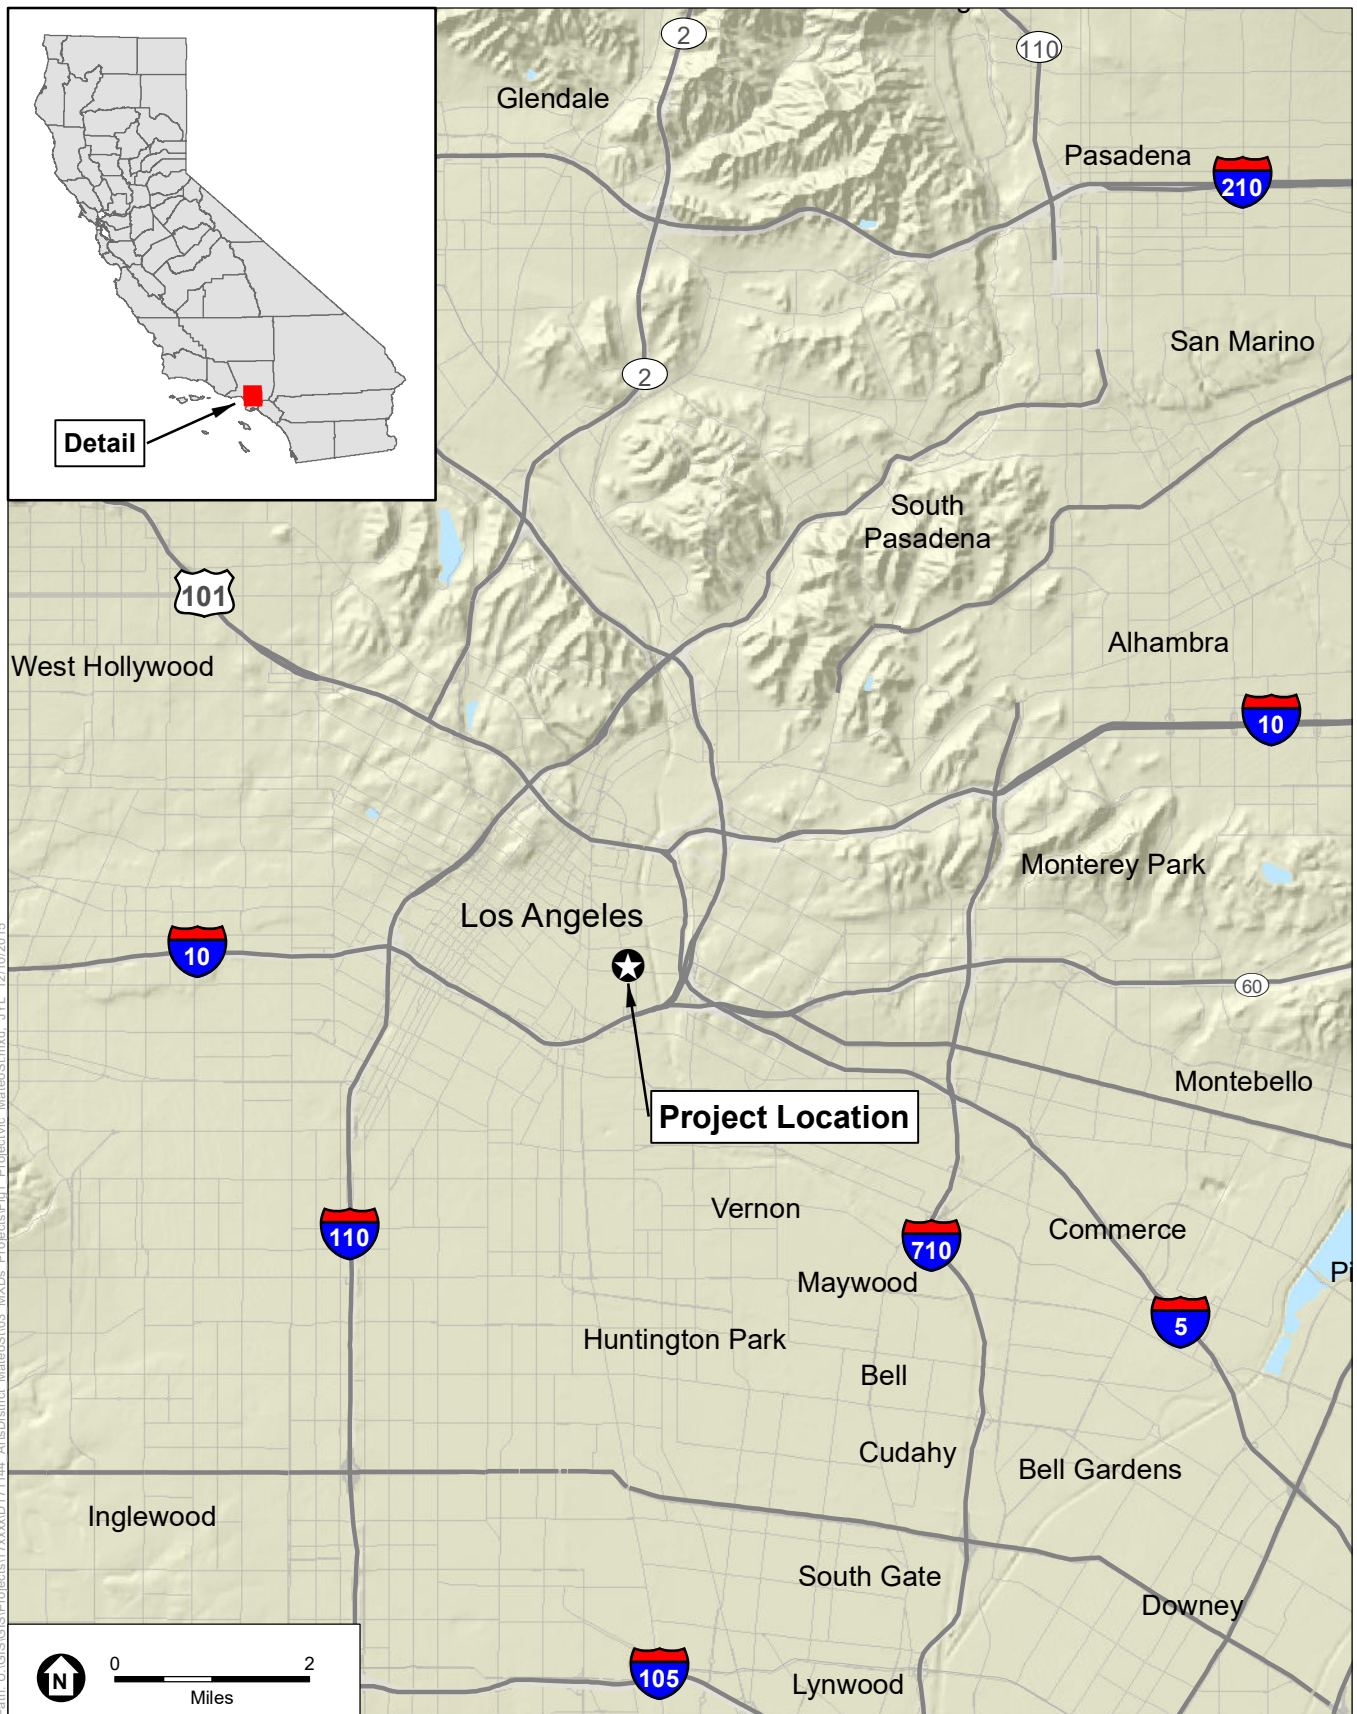 2
110
Glendale
Pasadena
210
San Marino
2
Detail
South
Pasadena
101
Alhambra
West Hollywood
10
Monterey Park
Los Angeles
10
60
Montebello
Project Location
Vernon
110
710
Commerce
Maywood
Pi
5
Huntington Park
Bell
Cudahy
Bell Gardens
Inglewood
South Gate
Downey
N
0
2
Miles
105
Lynwood